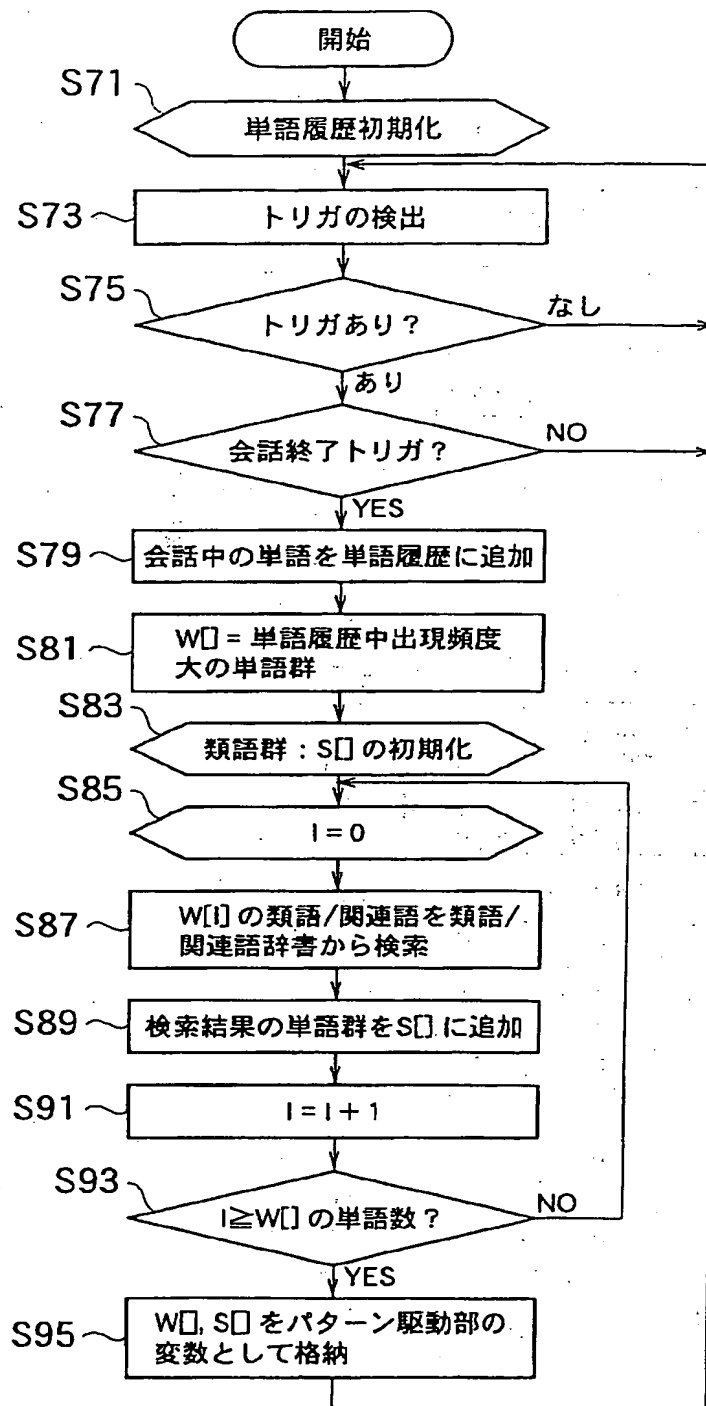 開始
S71
単語履歴初期化
S73
トリガの検出
S75
トリガあり?
なし
あり
S77
会話終了トリガ?
NO
YES
S79
会話中の単語を単語履歴に追加
S81
W[] = 単語履歴中出現頻度
大の単語群
S83
類語群 : S[] の初期化
S85
I = 0
S87
W[I] の類語/関連語を類語/
関連語辞書から検索
S89
検索結果の単語群をS[] に追加
S91
I = I + 1
S93
I≧W[] の単語数?
NO
YES
S95
W[], S[] をパターン駆動部の
変数として格納